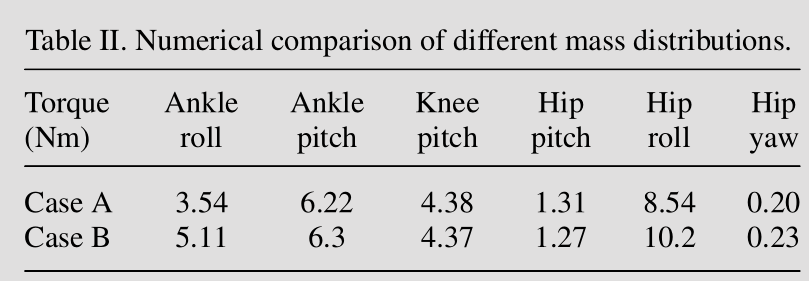 Table II. Numerical comparison of different mass distributions.
Torque Ankle Ankle Knee Hip Hip Hip
(Nm) roll pitch pitch pitch roll yaw
Case A 3.54 6.22 4.38 1.31 8.54 0.20
Case B 5.11 6.3 4.37 1.27 10.2 0.23